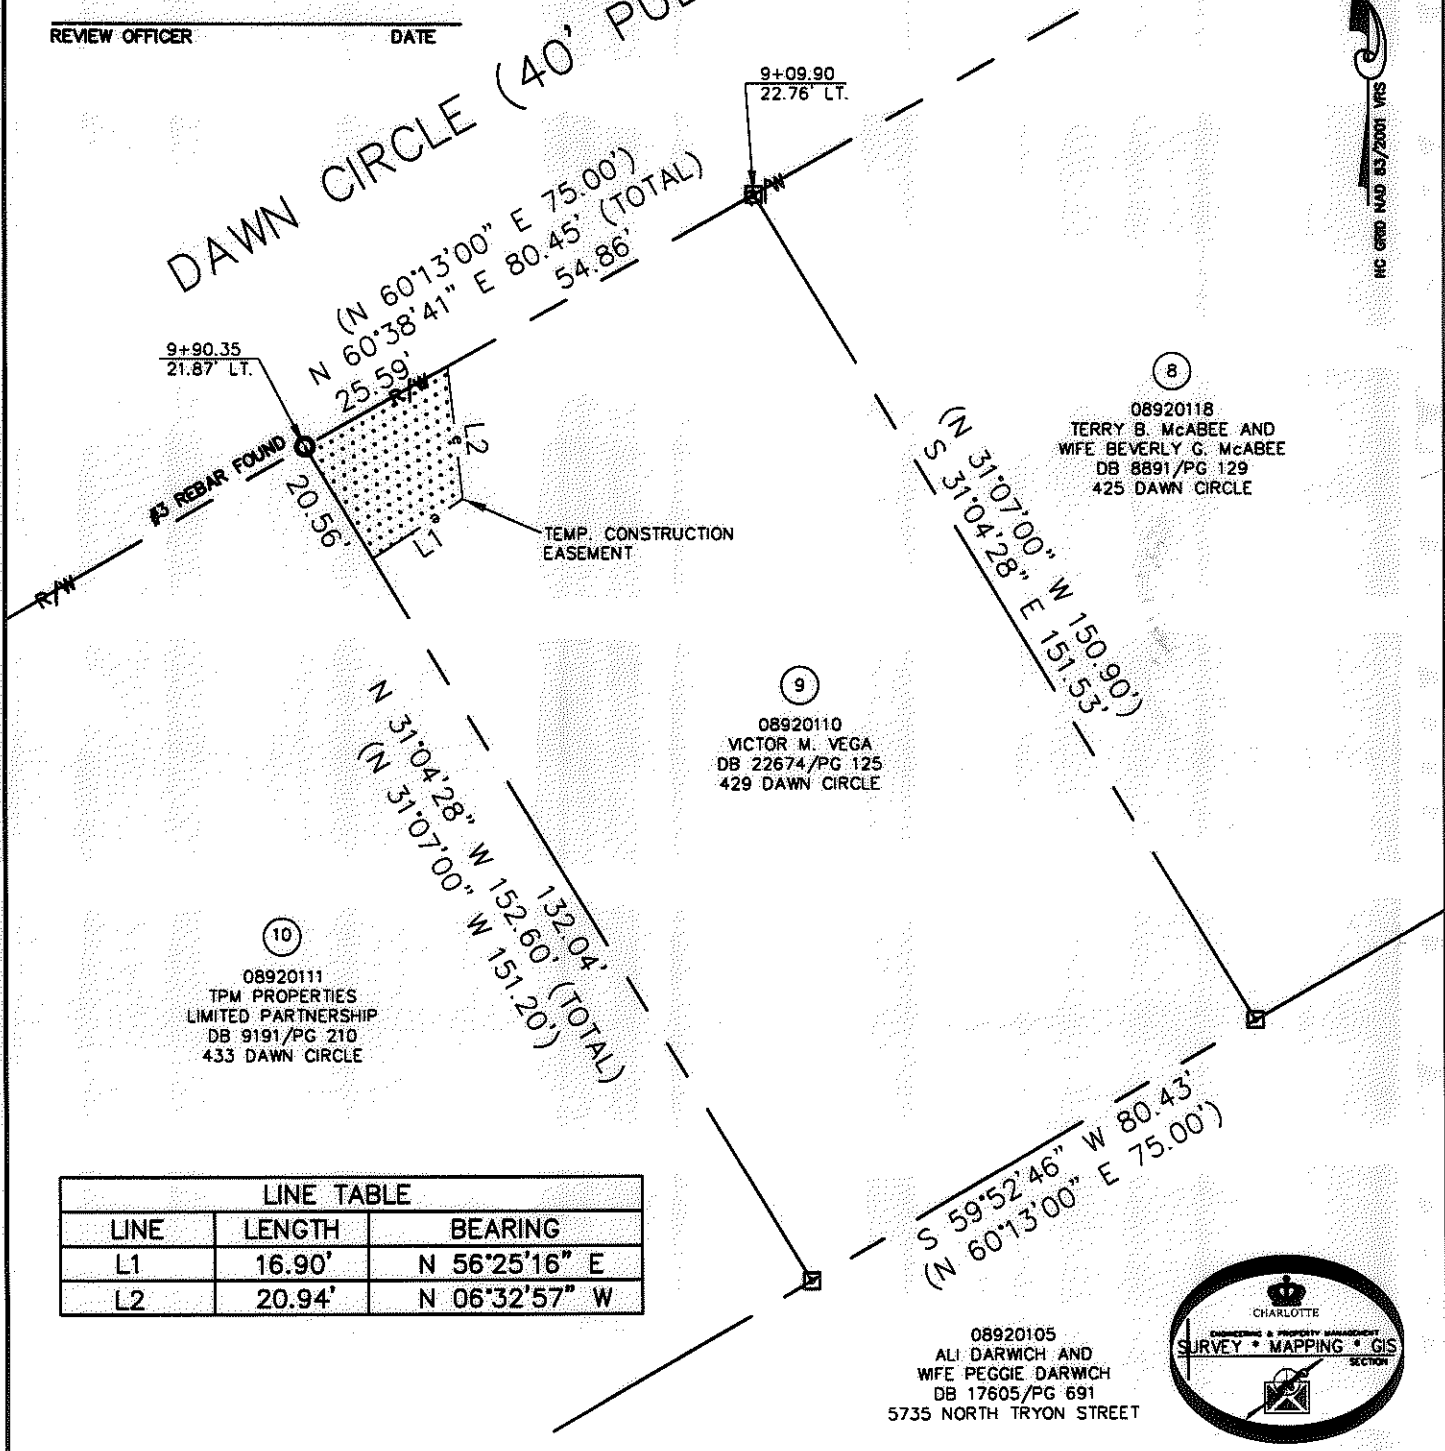 REVIEW OFFICER DATE
DAWN CIRCLE (40'
9+09.90
22.76' LT.
NC GRID NAD 83/2001 VRS
(N 60°13'00" E 75.00')
N 60°38'41" E 80.45' (TOTAL)
25.59'
54.86'
R/W
R/W
9+90.35
21.87' LT.
#3 REBAR FOUND
R/W
20.56'
L2
L1
TEMP. CONSTRUCTION
EASEMENT
8
08920118
TERRY B. McABEE AND
WIFE BEVERLY G. McABEE
DB 8891/PG 129
425 DAWN CIRCLE
(N 31°07'00" W 150.90')
S 31°04'28" E 151.53'
9
08920110
VICTOR M. VEGA
DB 22674/PG 125
429 DAWN CIRCLE
132.04'
N 31°04'28" W 152.60' (TOTAL)
(N 31°07'00" W 151.20')
10
08920111
TPM PROPERTIES
LIMITED PARTNERSHIP
DB 9191/PG 210
433 DAWN CIRCLE
S 59°52'46" W 80.43'
(N 60°13'00" E 75.00')
LINE TABLE
LINE LENGTH BEARING
L1 16.90' N 56°25'16" E
L2 20.94' N 06°32'57" W
08920105
ALI DARWICH AND
WIFE PEGGIE DARWICH
DB 17605/PG 691
5735 NORTH TRYON STREET
CHARLOTTE
ENGINEERING & PROPERTY MANAGEMENT
SURVEY * MAPPING * GIS
SECTION